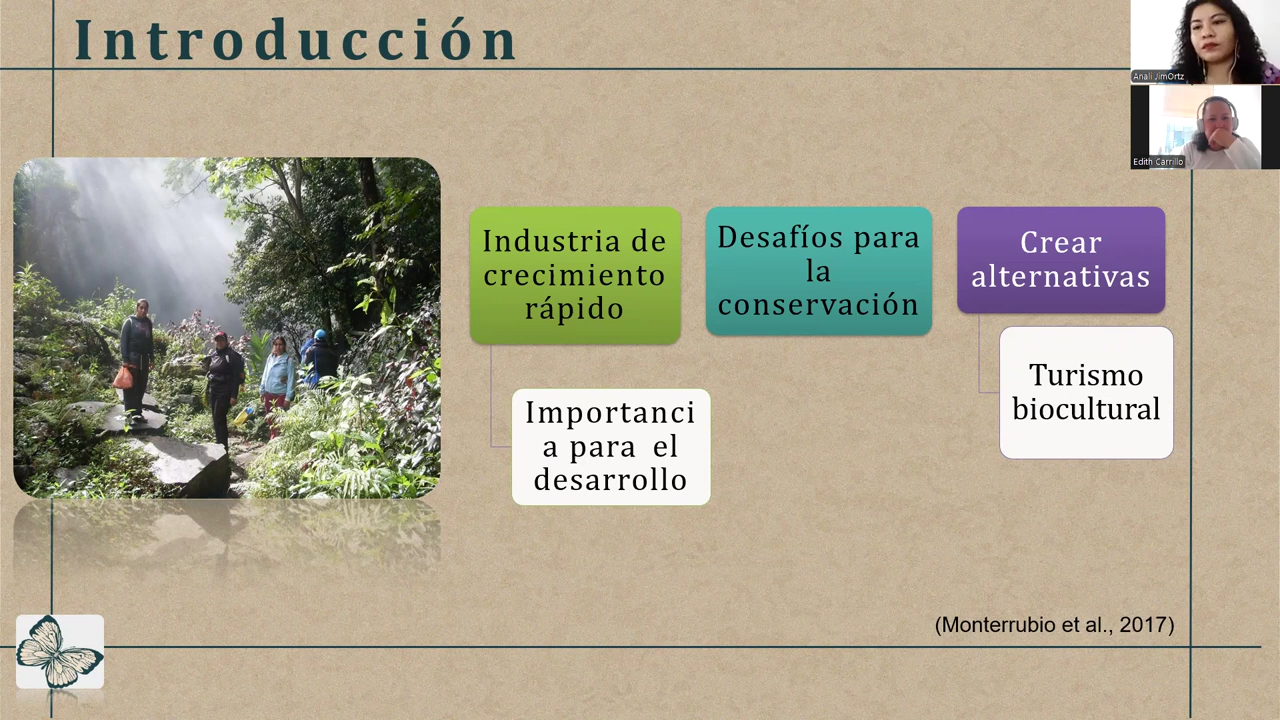 Introducción
Anali JimOrtz
Edith Carrillo
Industria de
crecimiento
rápido
Importanci
a para el
desarrollo
Desafíos para
la
conservación
Crear
alternativas
Turismo
biocultural
(Monterrubio et al., 2017)